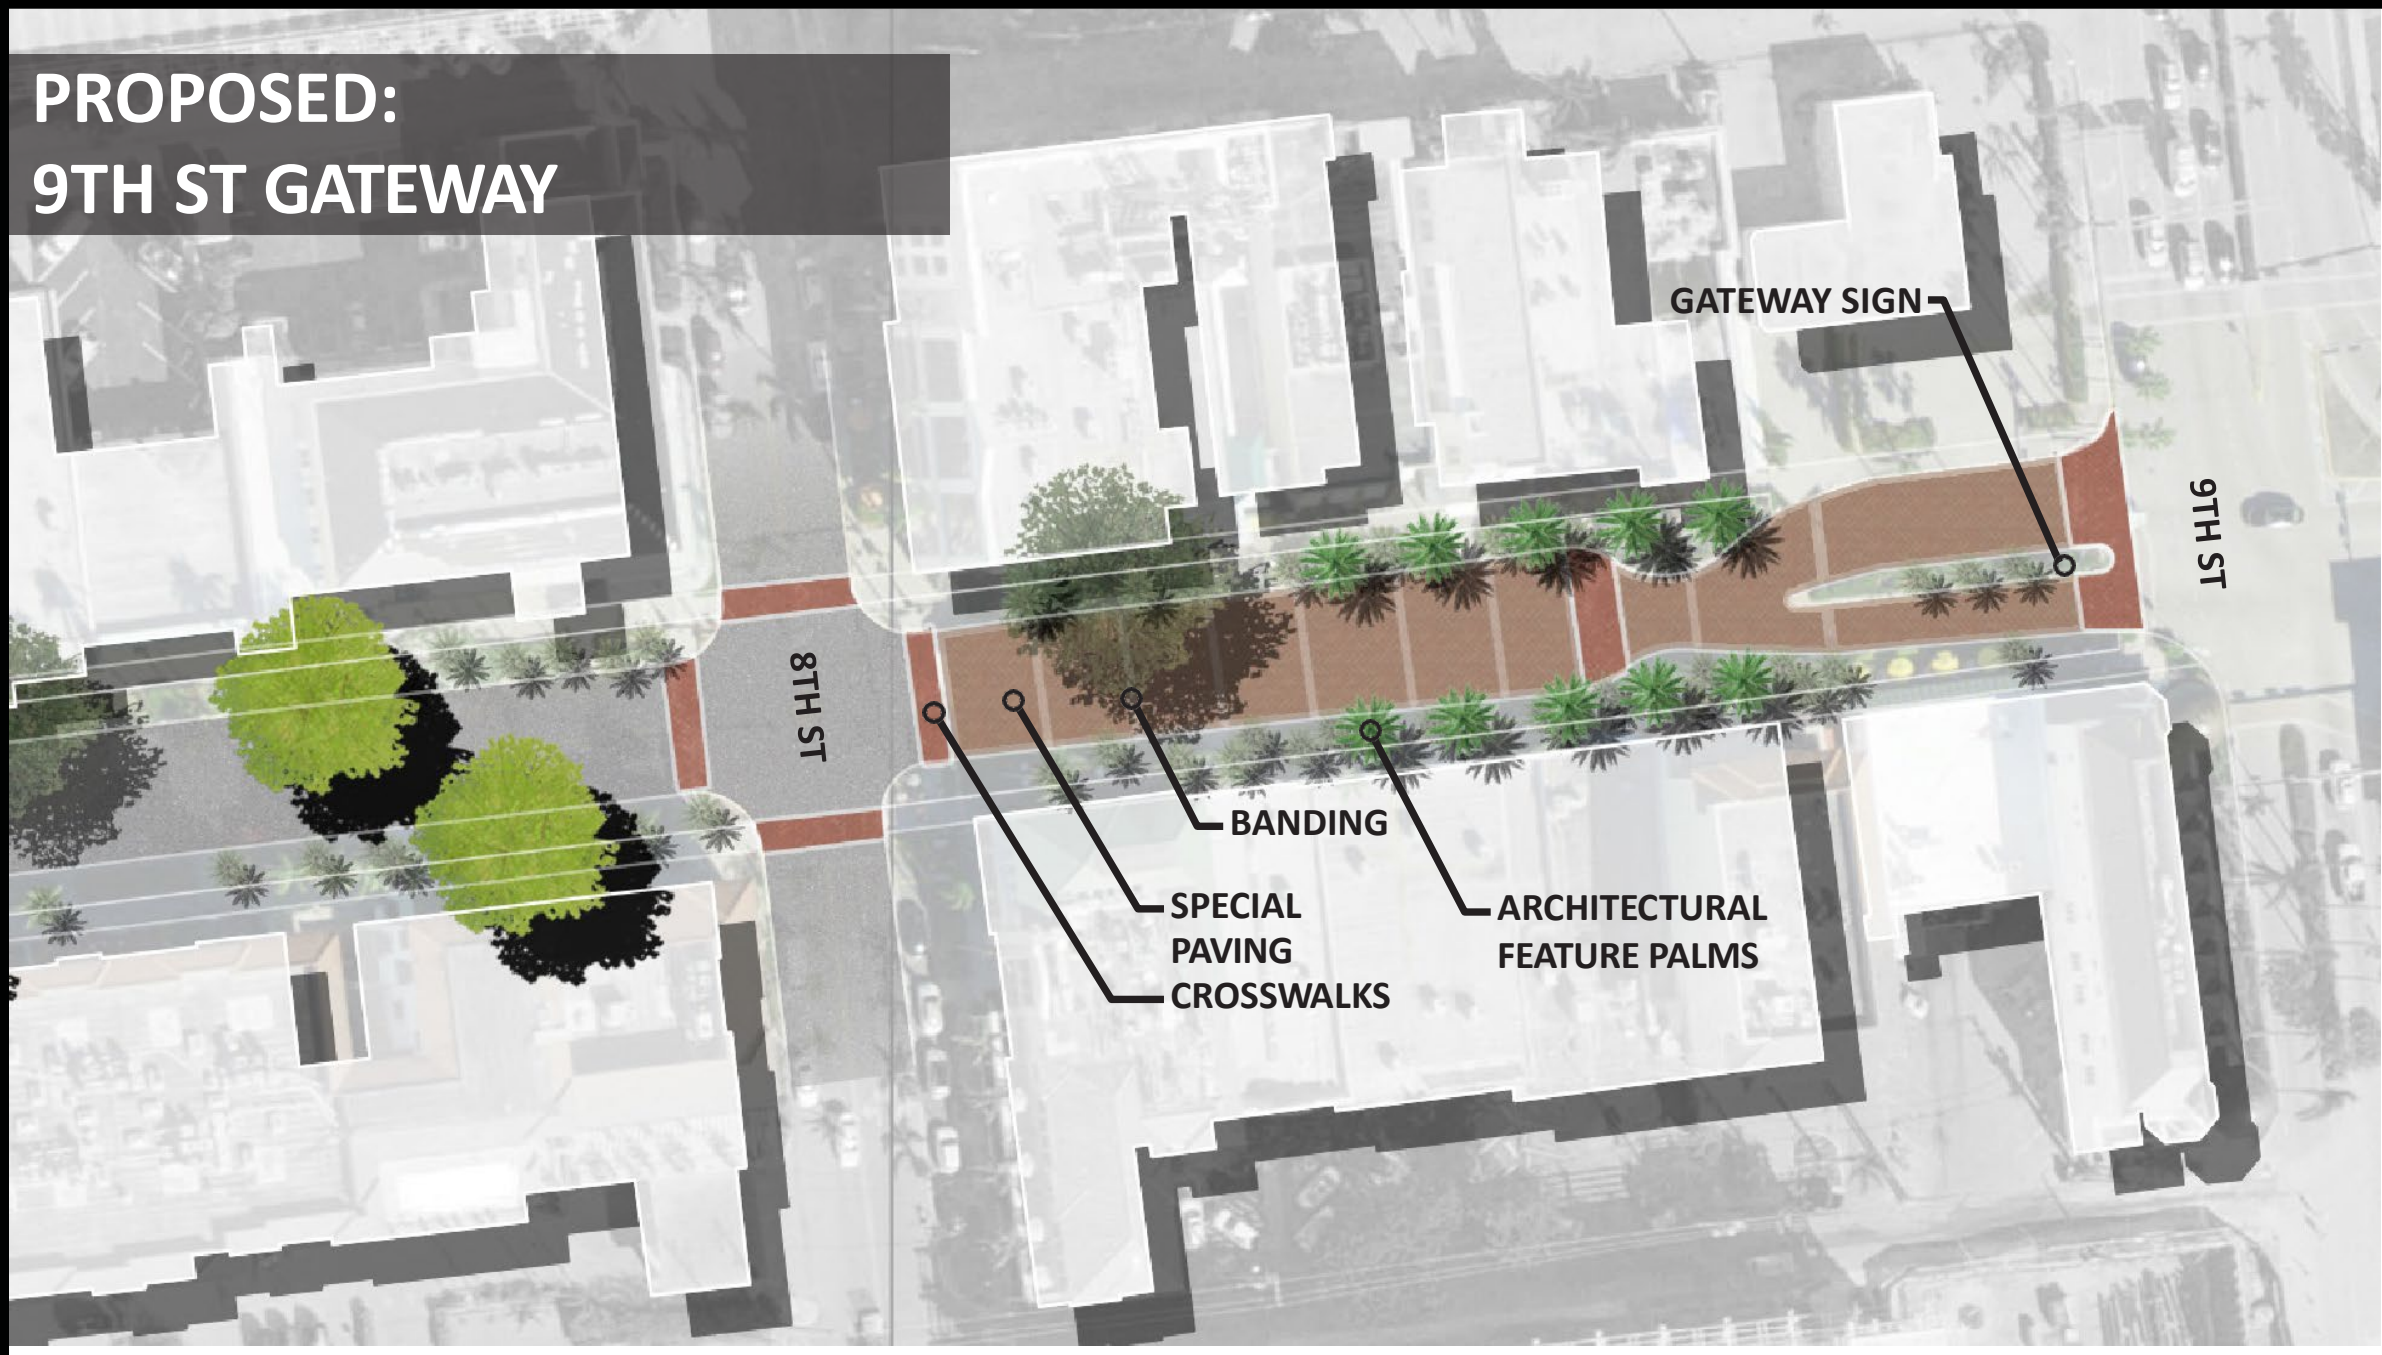 PROPOSED:
9TH ST GATEWAY
GATEWAY SIGN
9TH ST
8TH ST
BANDING
SPECIAL
PAVING
CROSSWALKS
ARCHITECTURAL
FEATURE PALMS